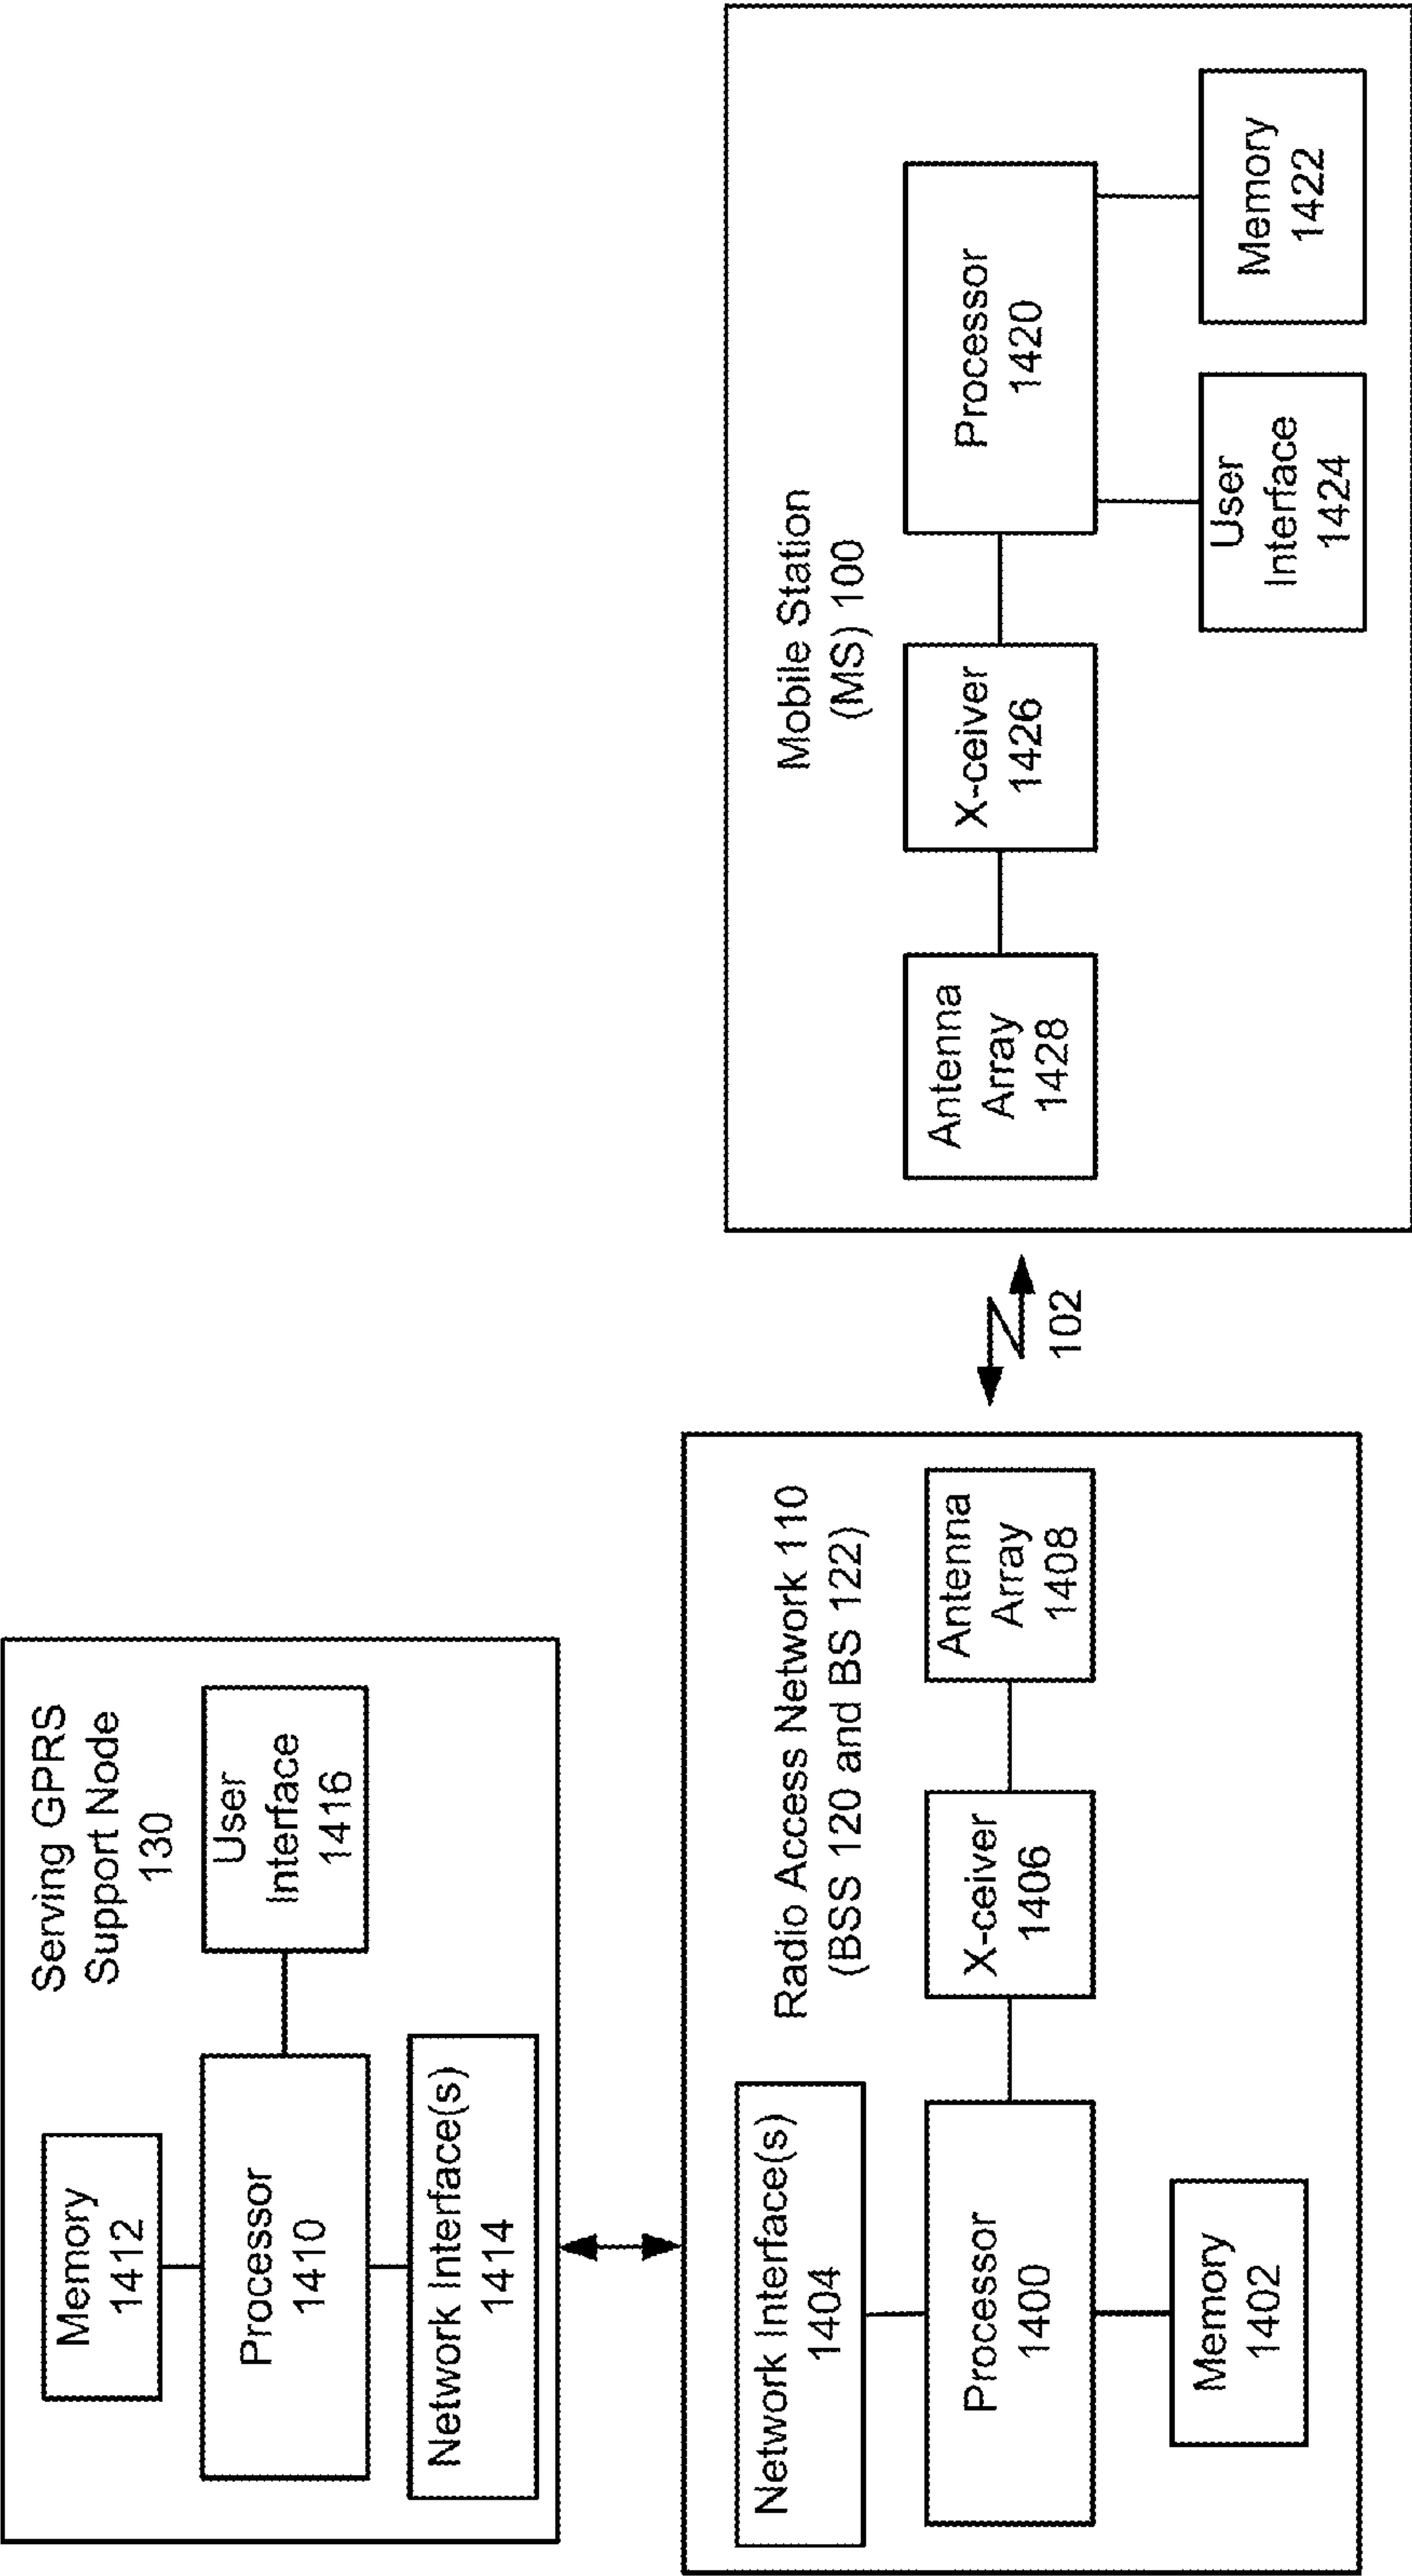 Serving GPRS
Support Node
130
Memory
1412
Processor
1410
User
Interface
1416
Network Interface(s)
1414
Network Interface(s)
1404
Radio Access Network 110
(BSS 120 and BS 122)
Processor
1400
X-ceiver
1406
Antenna
Array
1408
Memory
1402
102
Mobile Station
(MS) 100
Antenna
Array
1428
X-ceiver
1426
Processor
1420
User
Interface
1424
Memory
1422